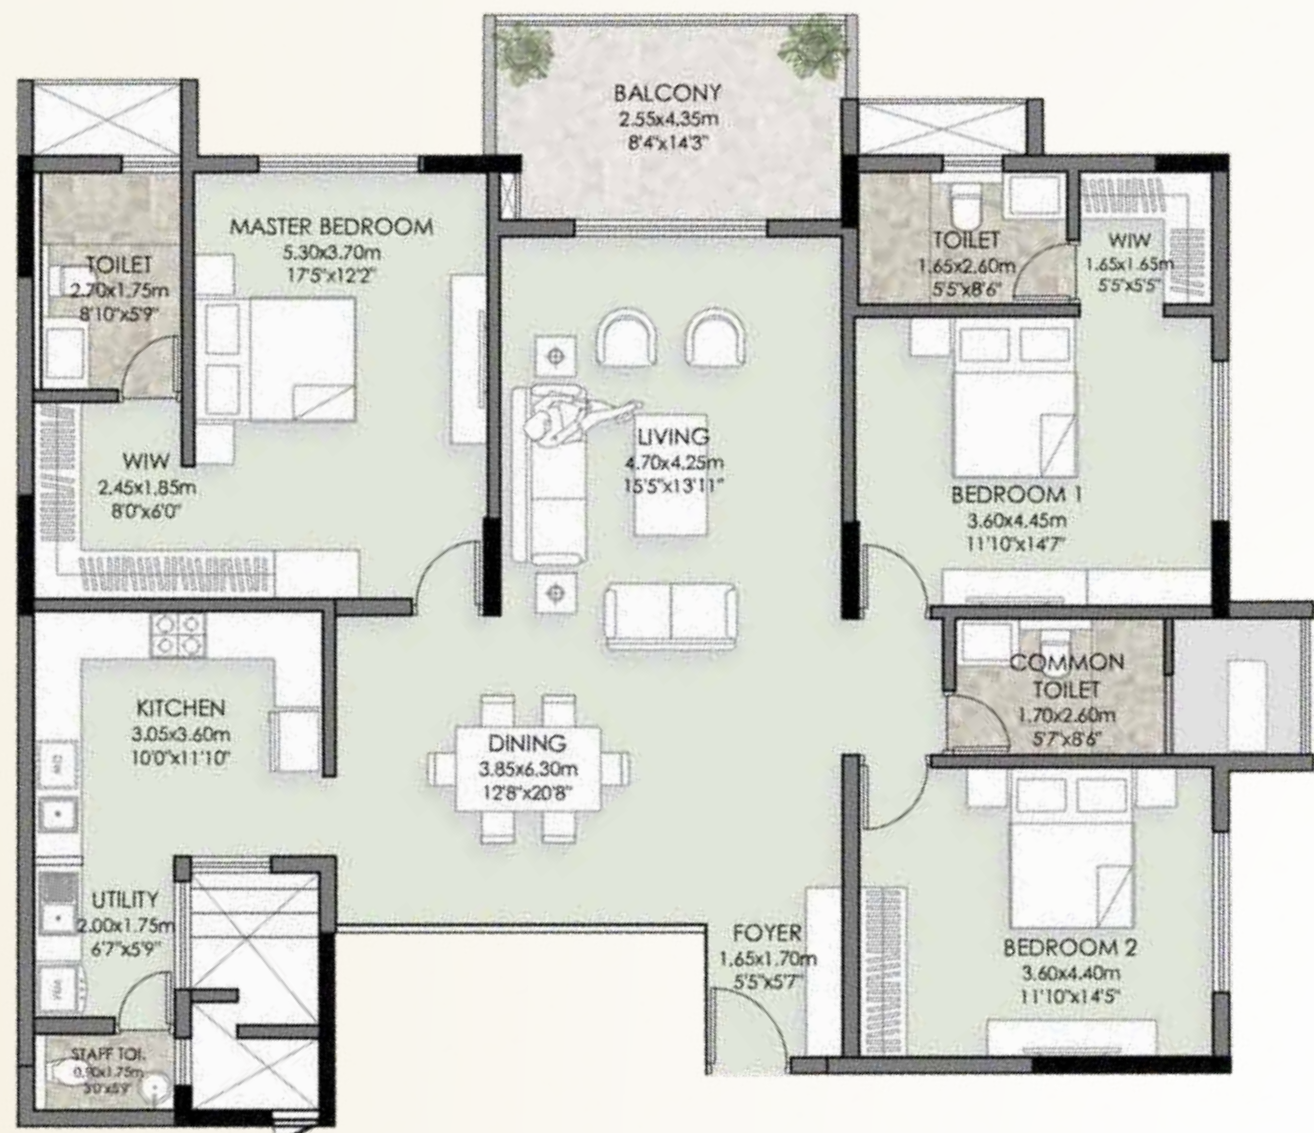 BALCONY
2.55x4.35m
8'4"x14'3"
MASTER BEDROOM
5.30x3.70m
17'5"x12'2"
TOILET
2.70x1.75m
8'10"x5'9"
TOILET
1.65x2.60m
5'5"x8'6"
WIW
1.65x1.65m
5'5"x5'5"
WIW
2.45x1.85m
8'0"x6'0"
LIVING
4.70x4.25m
15'5"x13'11"
BEDROOM 1
3.60x4.45m
11'10"x14'7"
KITCHEN
3.05x3.60m
10'0"x11'10"
DW
DINING
3.85x6.30m
12'8"x20'8"
COMMON
TOILET
1.70x2.60m
5'7"x8'6"
UTILITY
2.00x1.75m
6'7"x5'9"
WM
FOYER
1.65x1.70m
5'5"x5'7"
BEDROOM 2
3.60x4.40m
11'10"x14'5"
STAFF TOI.
0.90x1.75m
3'0"x5'9"